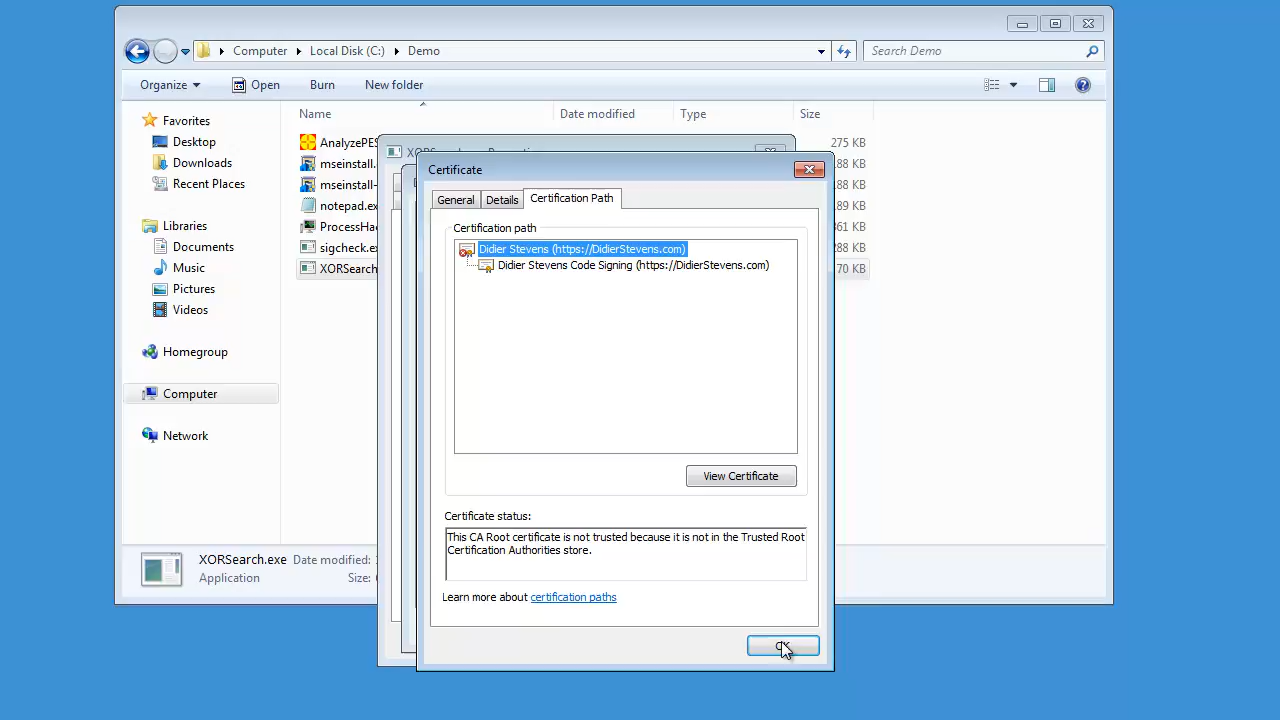 Computer
Local Disk (C:)
Demo
Search Demo
Organize
Open
Burn
New folder
Name
Date modified
Type
Size
Favorites
Desktop
Downloads
Recent Places
Libraries
Documents
Music
Pictures
Videos
Homegroup
Computer
Network
AnalyzePES
275 KB
mseinstall.
88 KB
mseinstall-
88 KB
notepad.ex
89 KB
ProcessHac
sigcheck.ex
288 KB
XORSearch
70 KB
Certificate
General
Details
Certification Path
Certification path
Didier Stevens (https://DidierStevens.com)
Didier Stevens Code Signing (https://DidierStevens.com)
View Certificate
Certificate status:
This CA Root certificate is not trusted because it is not in the Trusted Root
Certification Authorities store.
Learn more about certification paths
XORSearch.exe Date modified:
Application Size: